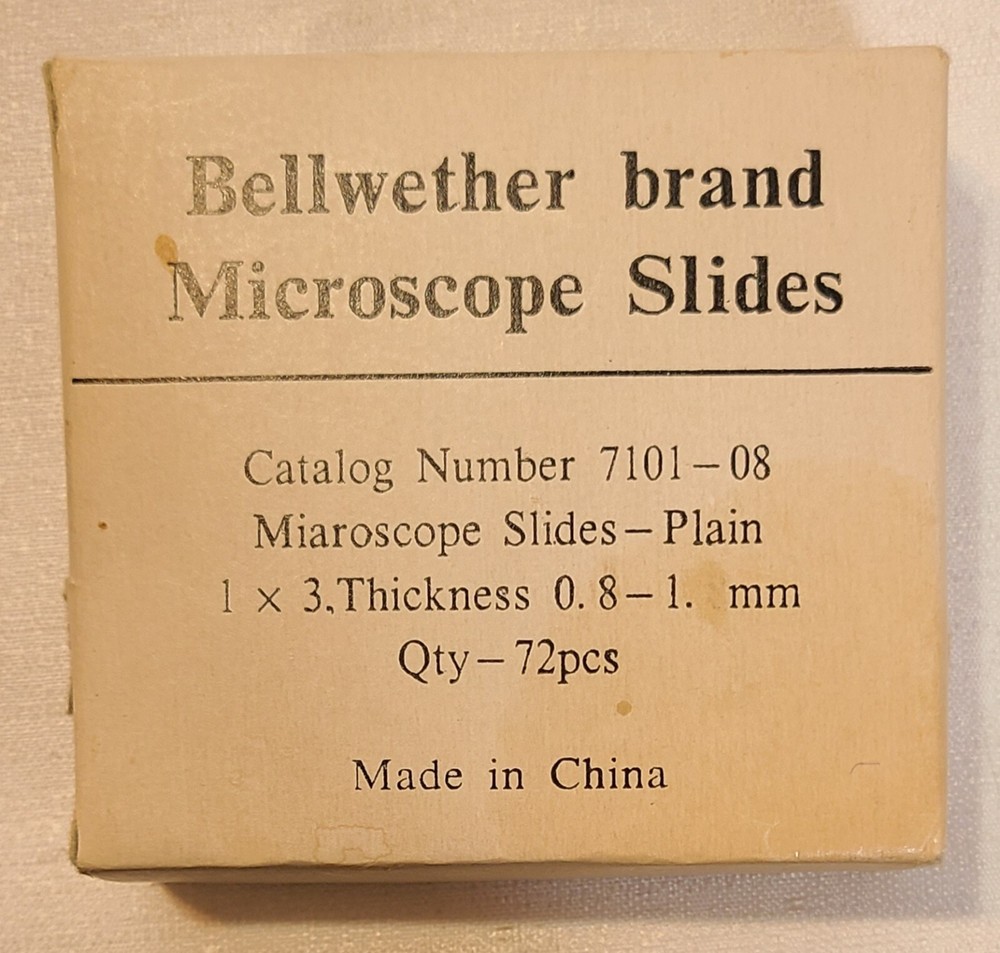 Bellwether brand
Microscope Slides
Catalog Number 7101-08
Miaroscope Slides-Plain
1 x 3,Thickness 0.8-1. mm
Qty-72pcs
Made in China